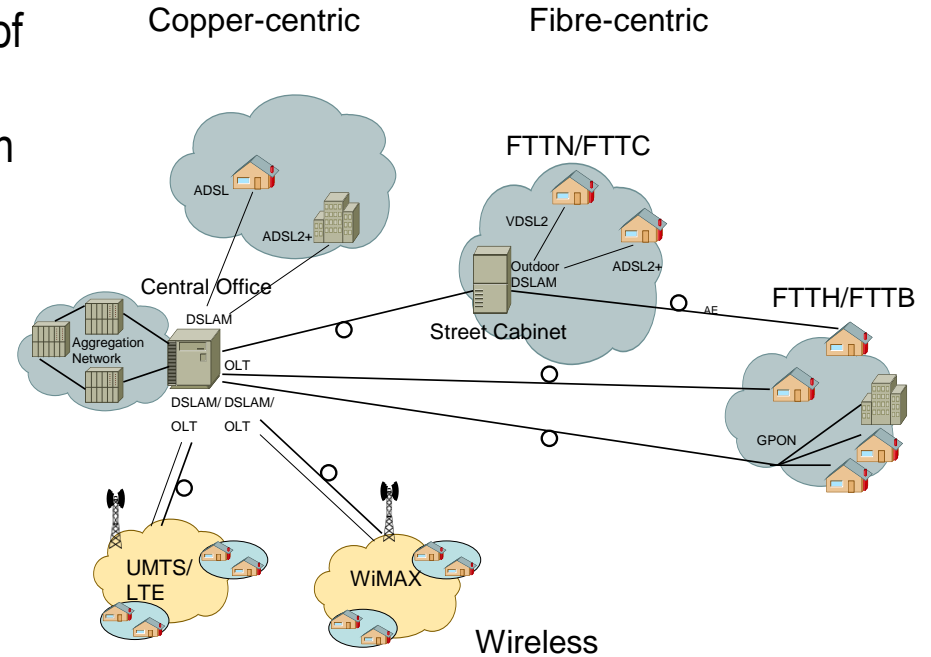 of
n
Copper-centric
Fibre-centric
ADSL
ADSL2+
FTTN/FTTC
VDSL2
Outdoor
DSLAM
ADSL2+
Street Cabinet
AE
FTTH/FTTB
GPON
Central Office
DSLAM
Aggregation
Network
OLT
DSLAM/ DSLAM/
OLT OLT
UMTS/
LTE
WiMAX
Wireless